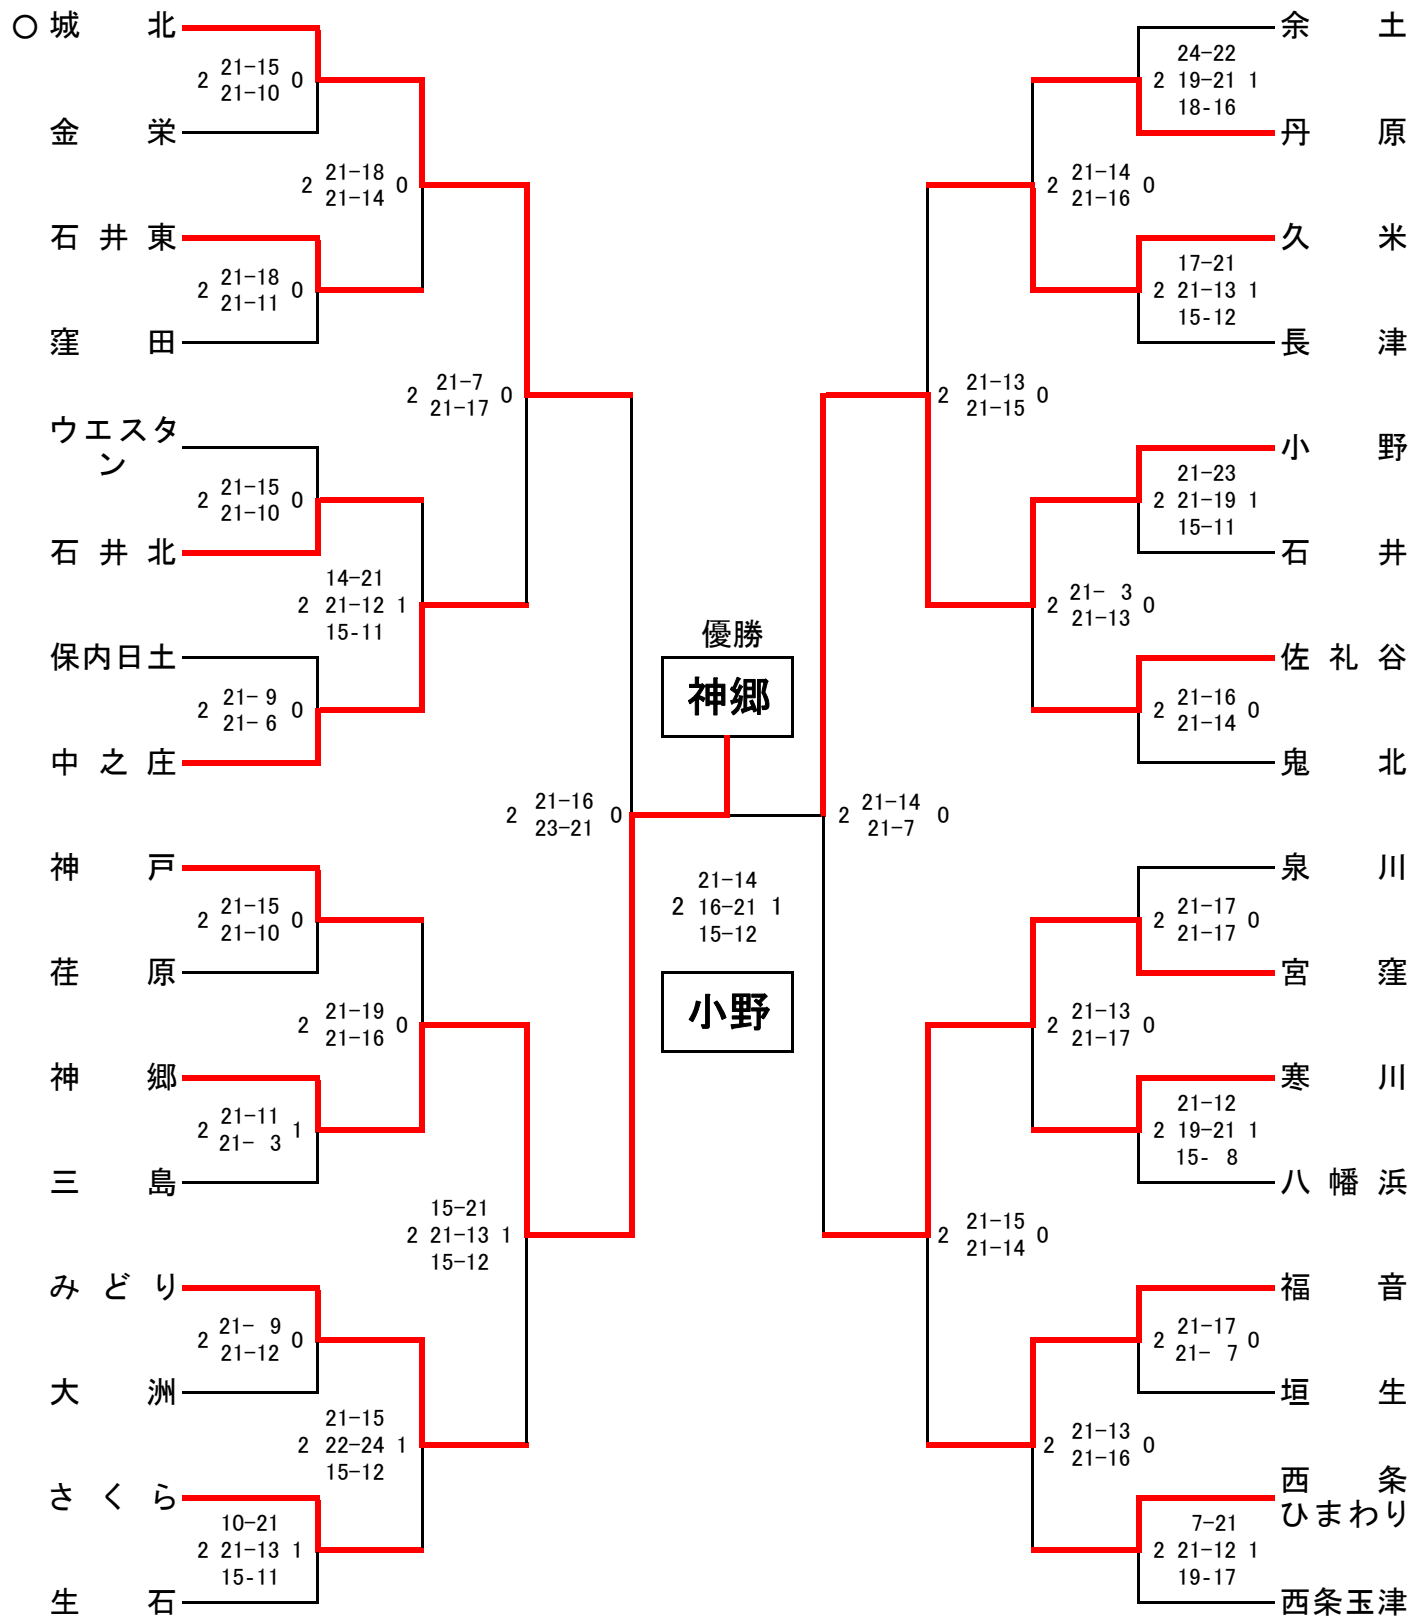 ○ 城北
2 21-15 0
21-10
金栄
2 21-18 0
21-14
石井東
2 21-18 0
21-11
窪田
2 21-7 0
21-17
ウエスタ
ン
2 21-15 0
21-10
石井北
14-21
2 21-12 1
15-11
保内日土
2 21- 9 0
21- 6
中之庄
2 21-16 0
23-21
神戸
2 21-15 0
21-10
荏原
2 21-19 0
21-16
神郷
2 21-11 1
21- 3
三島
15-21
2 21-13 1
15-12
みどり
2 21- 9 0
21-12
大洲
21-15
2 22-24 1
15-12
さくら
10-21
2 21-13 1
15-11
生石
優勝
神郷
21-14
2 16-21 1
15-12
小野
余土
24-22
2 19-21 1
18-16
丹原
2 21-14 0
21-16
久米
17-21
2 21-13 1
15-12
長津
2 21-13 0
21-15
小野
21-23
2 21-19 1
15-11
石井
2 21- 3 0
21-13
佐礼谷
2 21-16 0
21-14
鬼北
2 21-14 0
21-7
泉川
2 21-17 0
21-17
宮窪
2 21-13 0
21-17
寒川
21-12
2 19-21 1
15- 8
八幡浜
2 21-15 0
21-14
福音
2 21-17 0
21- 7
垣生
2 21-13 0
21-16
西条
ひまわり
7-21
2 21-12 1
19-17
西条玉津